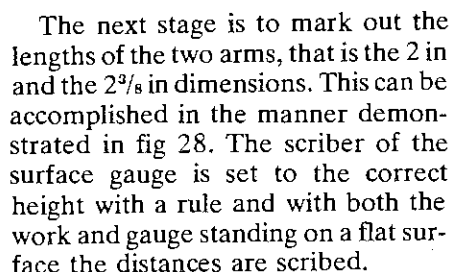 The next stage is to mark out the
lengths of the two arms, that is the 2 in
and the 2³/₈ in dimensions. This can be
accomplished in the manner demon-
strated in fig 28. The scriber of the
surface gauge is set to the correct
height with a rule and with both the
work and gauge standing on a flat sur-
face the distances are scribed.